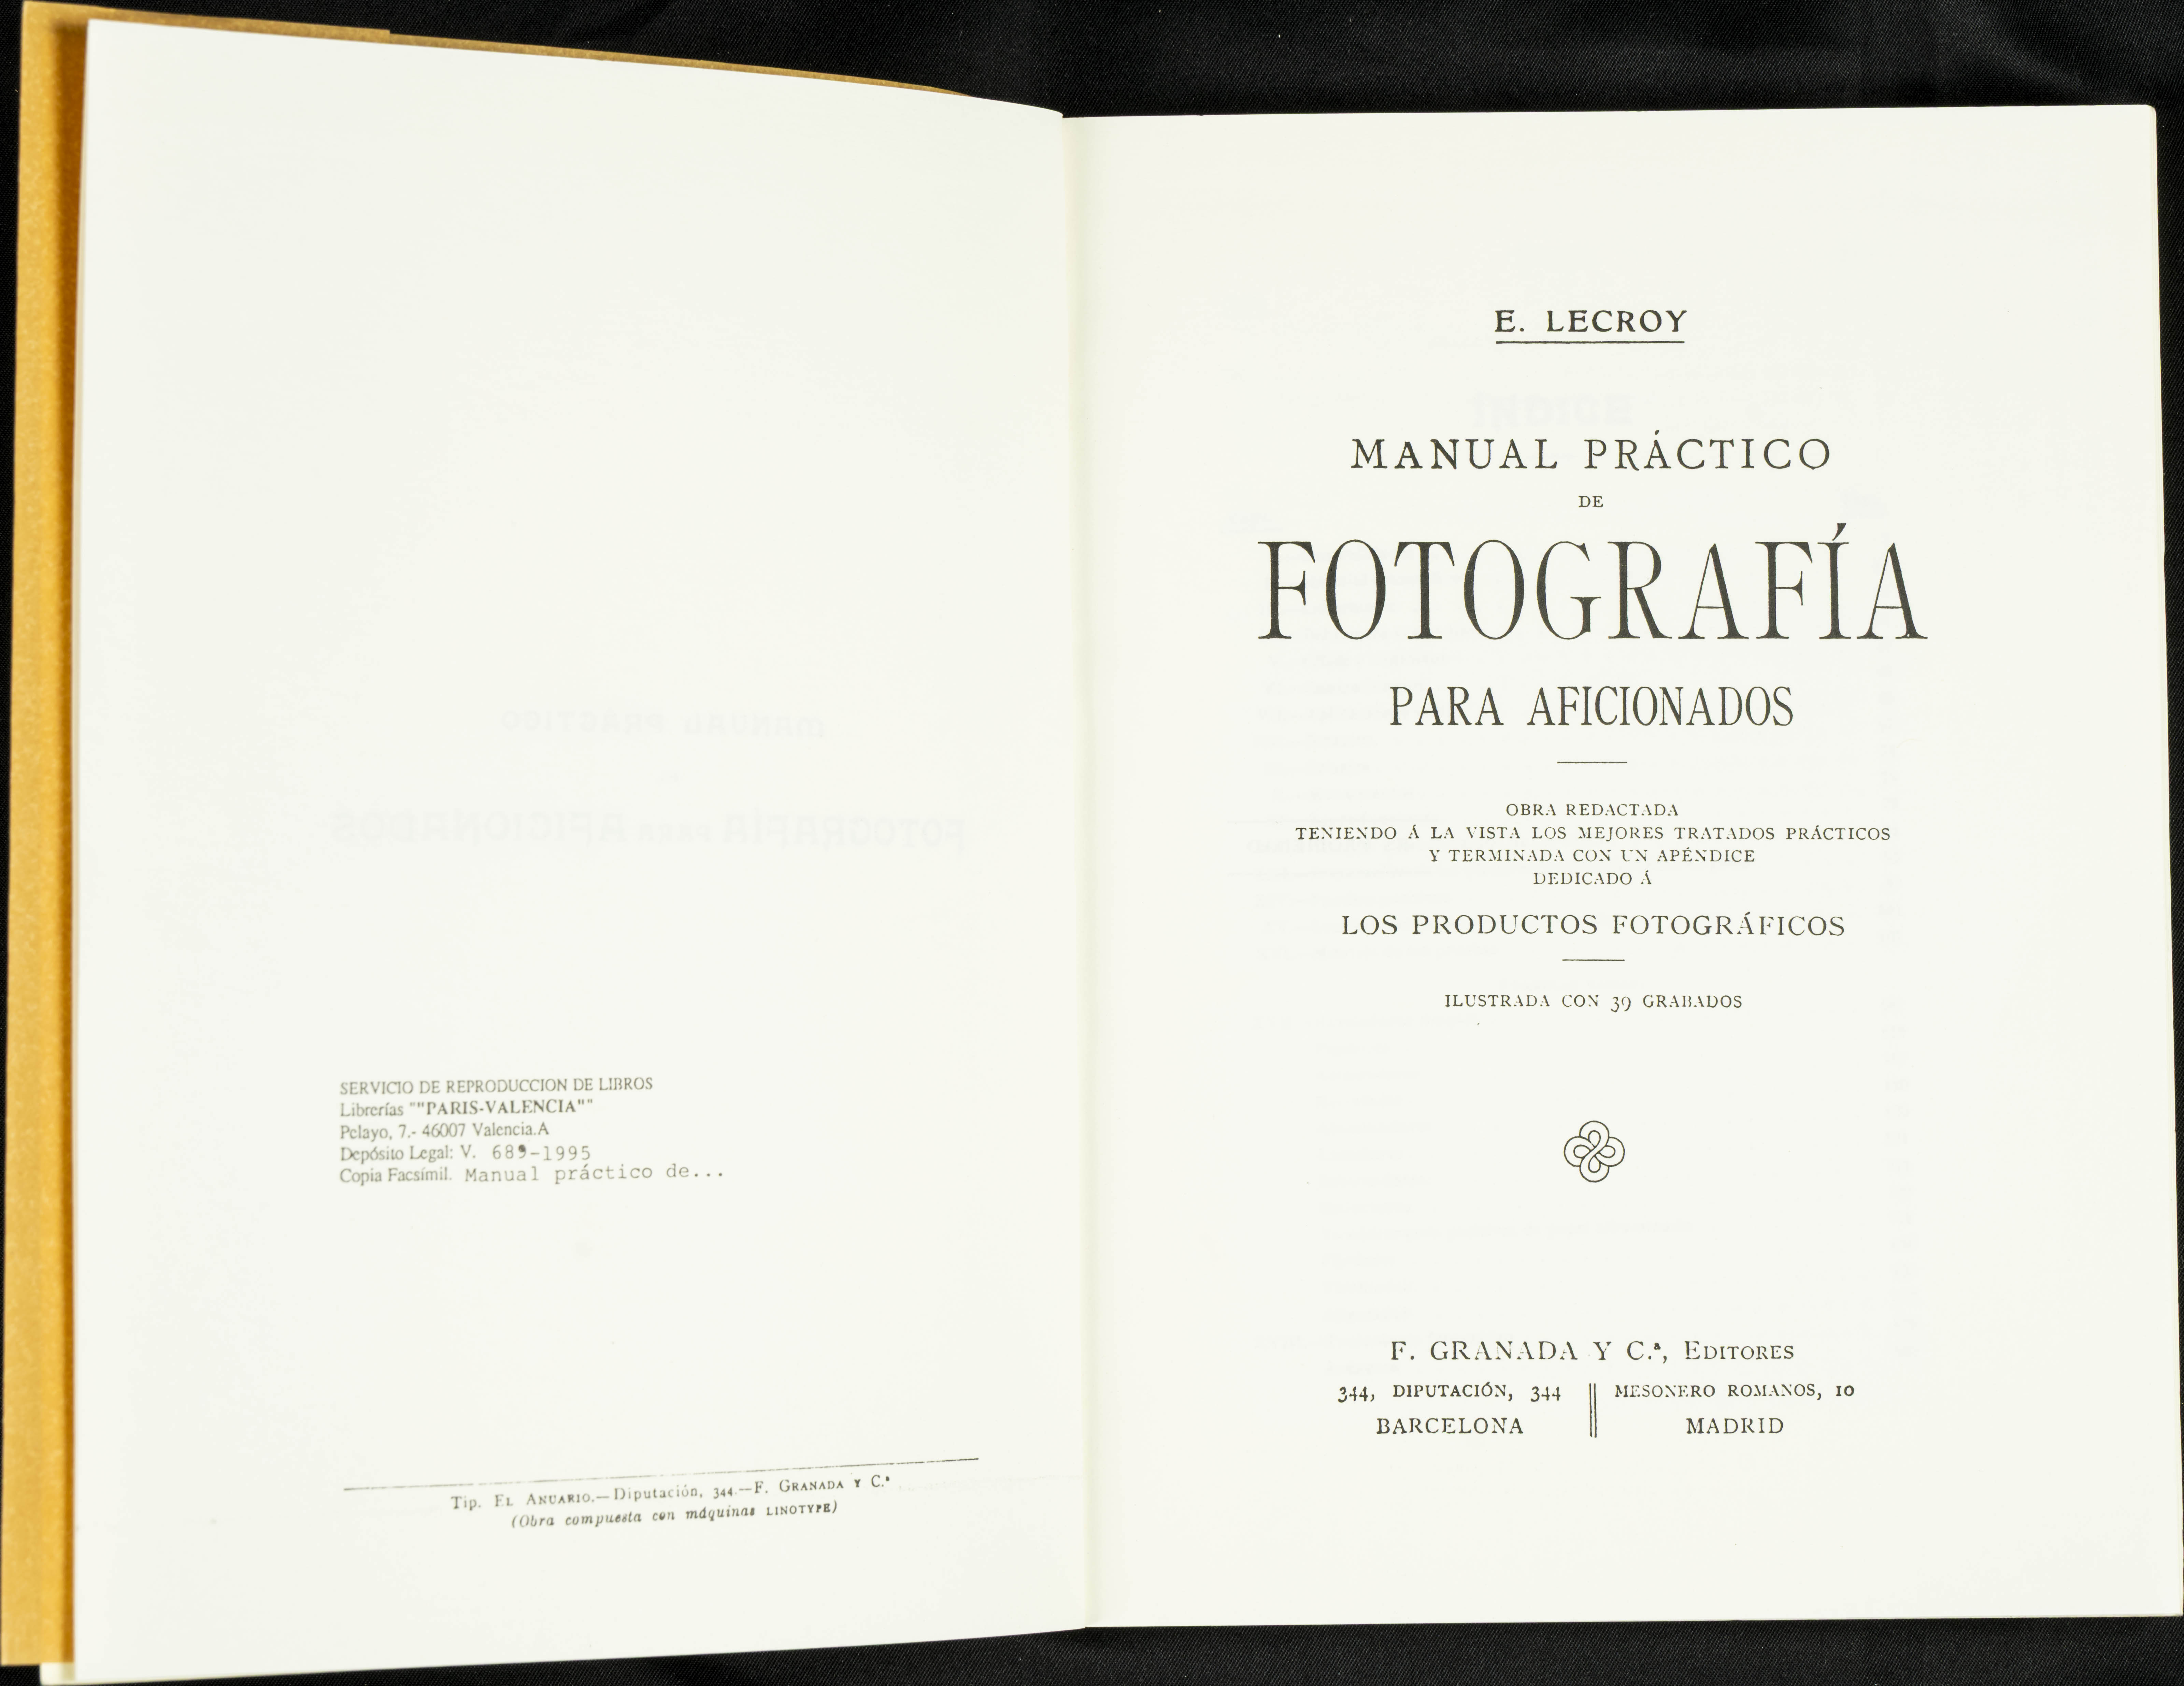 SERVICIO DE REPRODUCCION DE LIBROS
Librerías ""PARIS-VALENCIA""
Pelayo, 7.- 46007 Valencia.A
Depósito Legal: V. 689-1995
Copia Facsímil. Manual práctico de...
Tip. El Anuario.—Diputación, 344.—F. Granada y C.ª
(Obra compuesta con máquinas LINOTYPE)
E. LECROY
MANUAL PRÁCTICO
DE
FOTOGRAFÍA
PARA AFICIONADOS
OBRA REDACTADA
TENIENDO Á LA VISTA LOS MEJORES TRATADOS PRÁCTICOS
Y TERMINADA CON UN APÉNDICE
DEDICADO Á
LOS PRODUCTOS FOTOGRÁFICOS
ILUSTRADA CON 39 GRABADOS
F. GRANADA Y C.ª, Editores
344, DIPUTACIÓN, 344
BARCELONA
MESONERO ROMANOS, 10
MADRID